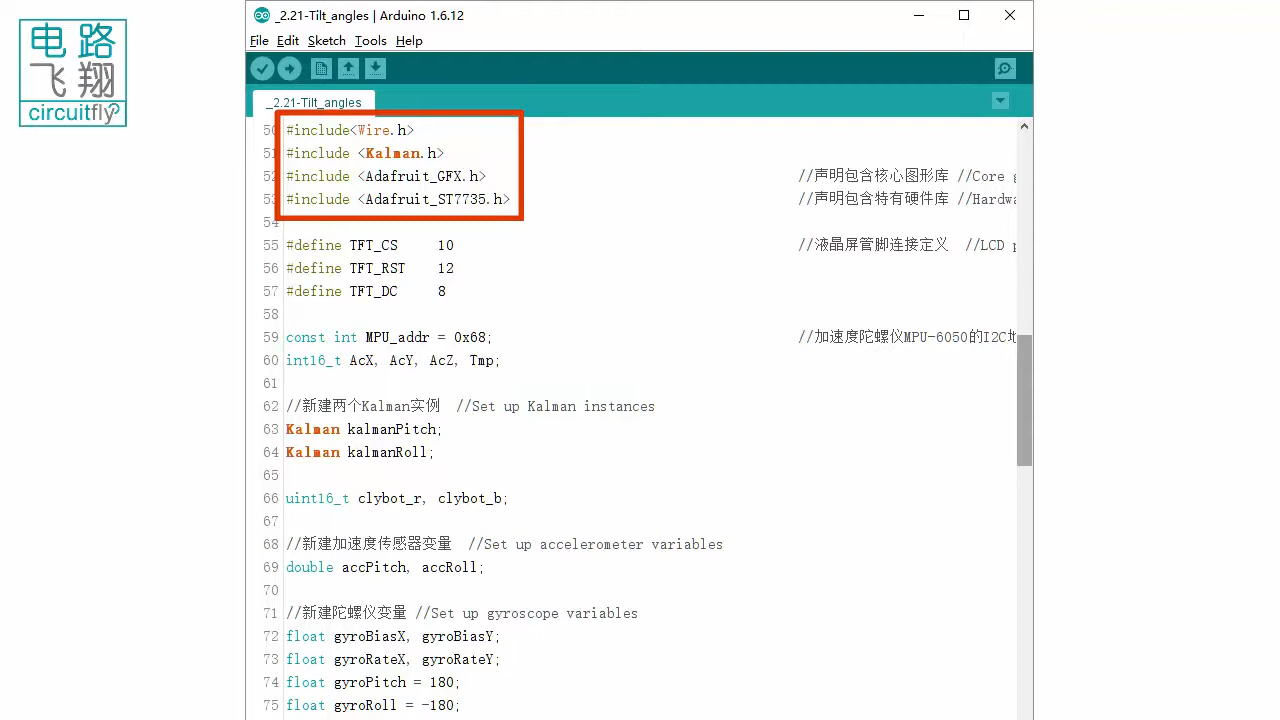 电路
飞翔
circuitfly
_2.21-Tilt_angles | Arduino 1.6.12
File Edit Sketch Tools Help
_2.21-Tilt_angles
50 #include<Wire.h>
51 #include <Kalman.h>
52 #include <Adafruit_GFX.h> //声明包含核心图形库 //Core
53 #include <Adafruit_ST7735.h> //声明包含特有硬件库 //Hardwa
54
55 #define TFT_CS 10 //液晶屏管脚连接定义 //LCD
56 #define TFT_RST 12
57 #define TFT_DC 8
58
59 const int MPU_addr = 0x68; //加速度陀螺仪MPU-6050的I2C
60 int16_t AcX, AcY, AcZ, Tmp;
61
62 //新建两个Kalman实例 //Set up Kalman instances
63 Kalman kalmanPitch;
64 Kalman kalmanRoll;
65
66 uint16_t clybot_r, clybot_b;
67
68 //新建加速度传感器变量 //Set up accelerometer variables
69 double accPitch, accRoll;
70
71 //新建陀螺仪变量 //Set up gyroscope variables
72 float gyroBiasX, gyroBiasY;
73 float gyroRateX, gyroRateY;
74 float gyroPitch = 180;
75 float gyroRoll = -180;